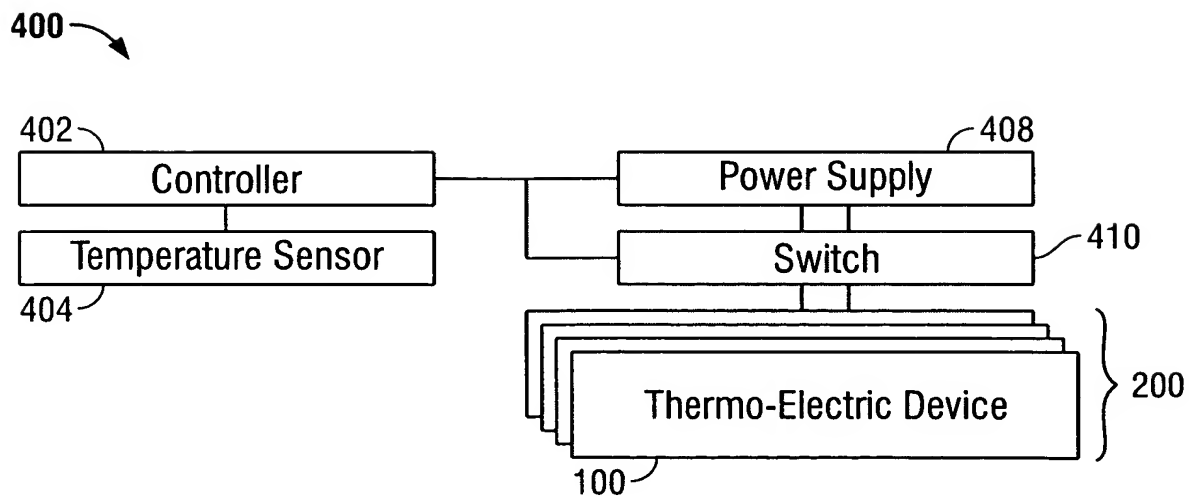 400
402
408
Controller
Power Supply
410
Temperature Sensor
Switch
404
200
Thermo-Electric Device
100